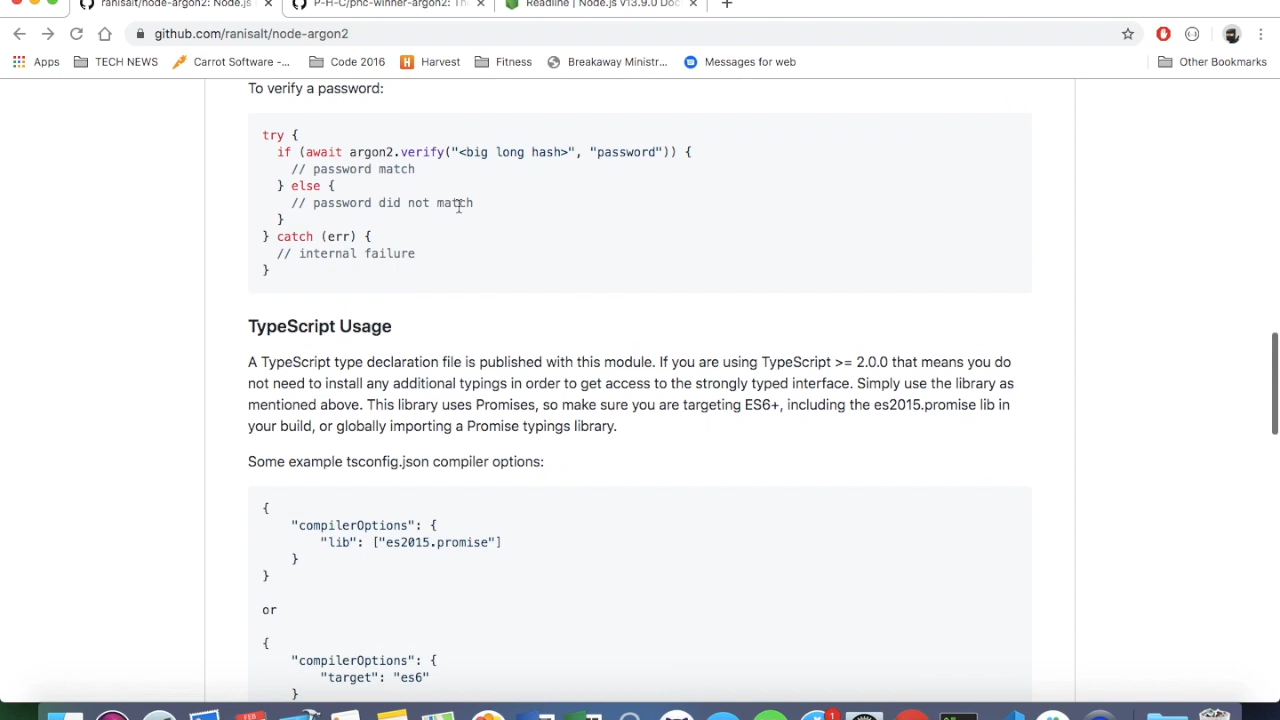 ranisalt/node-argon2: Node.js
P-H-C/phc-winner-argon2: Th
Readline | Node.js v13.9.0 Doc
github.com/ranisalt/node-argon2
Apps
TECH NEWS
Carrot Software -...
Code 2016
Harvest
Fitness
Breakaway Ministr...
Messages for web
Other Bookmarks
To verify a password:
try {
if (await argon2.verify("<big long hash>", "password")) {
// password match
} else {
// password did not match
}
} catch (err) {
// internal failure
}
TypeScript Usage
A TypeScript type declaration file is published with this module. If you are using TypeScript >= 2.0.0 that means you do
not need to install any additional typings in order to get access to the strongly typed interface. Simply use the library as
mentioned above. This library uses Promises, so make sure you are targeting ES6+, including the es2015.promise lib in
your build, or globally importing a Promise typings library.
Some example tsconfig.json compiler options:
{
"compilerOptions": {
"lib": ["es2015.promise"]
}
}
or
{
"compilerOptions": {
"target": "es6"
}
FEB
1